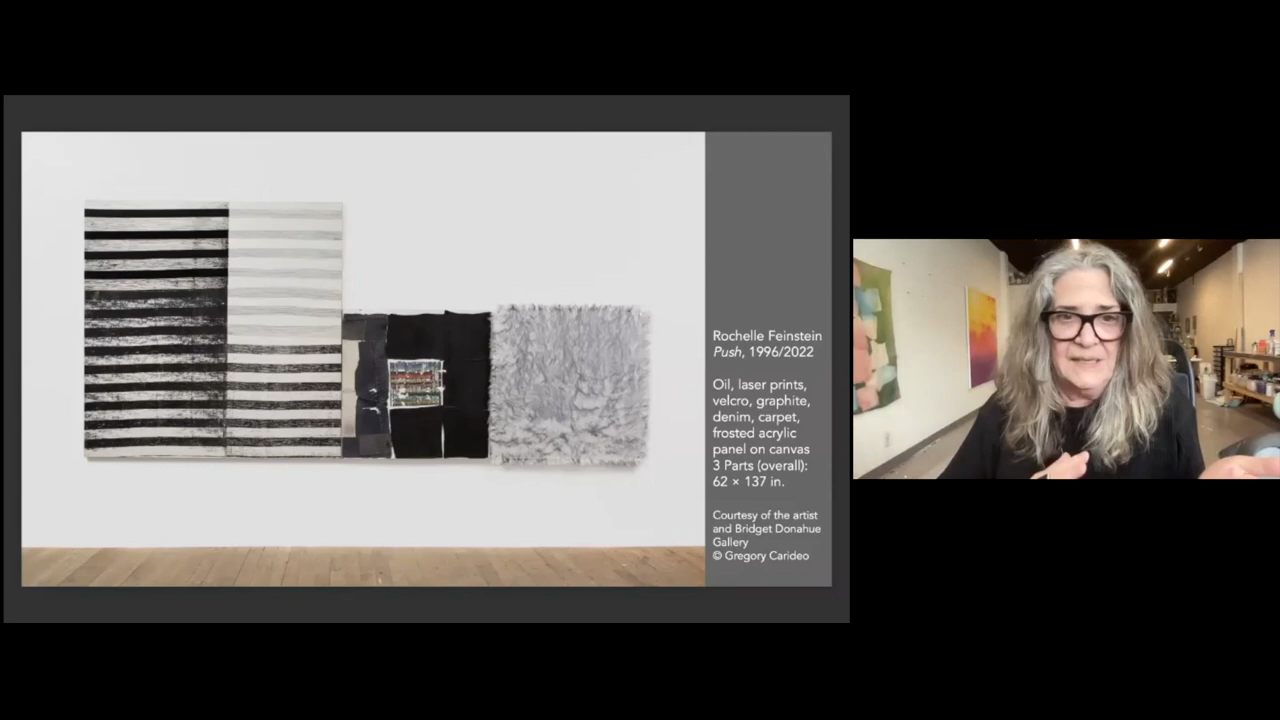 Rochelle Feinstein
Push, 1996/2022
Oil, laser prints,
velcro, graphite,
denim, carpet,
frosted acrylic
panel on canvas
3 Parts (overall):
62 × 137 in.
Courtesy of the artist
and Bridget Donahue
Gallery
© Gregory Carideo